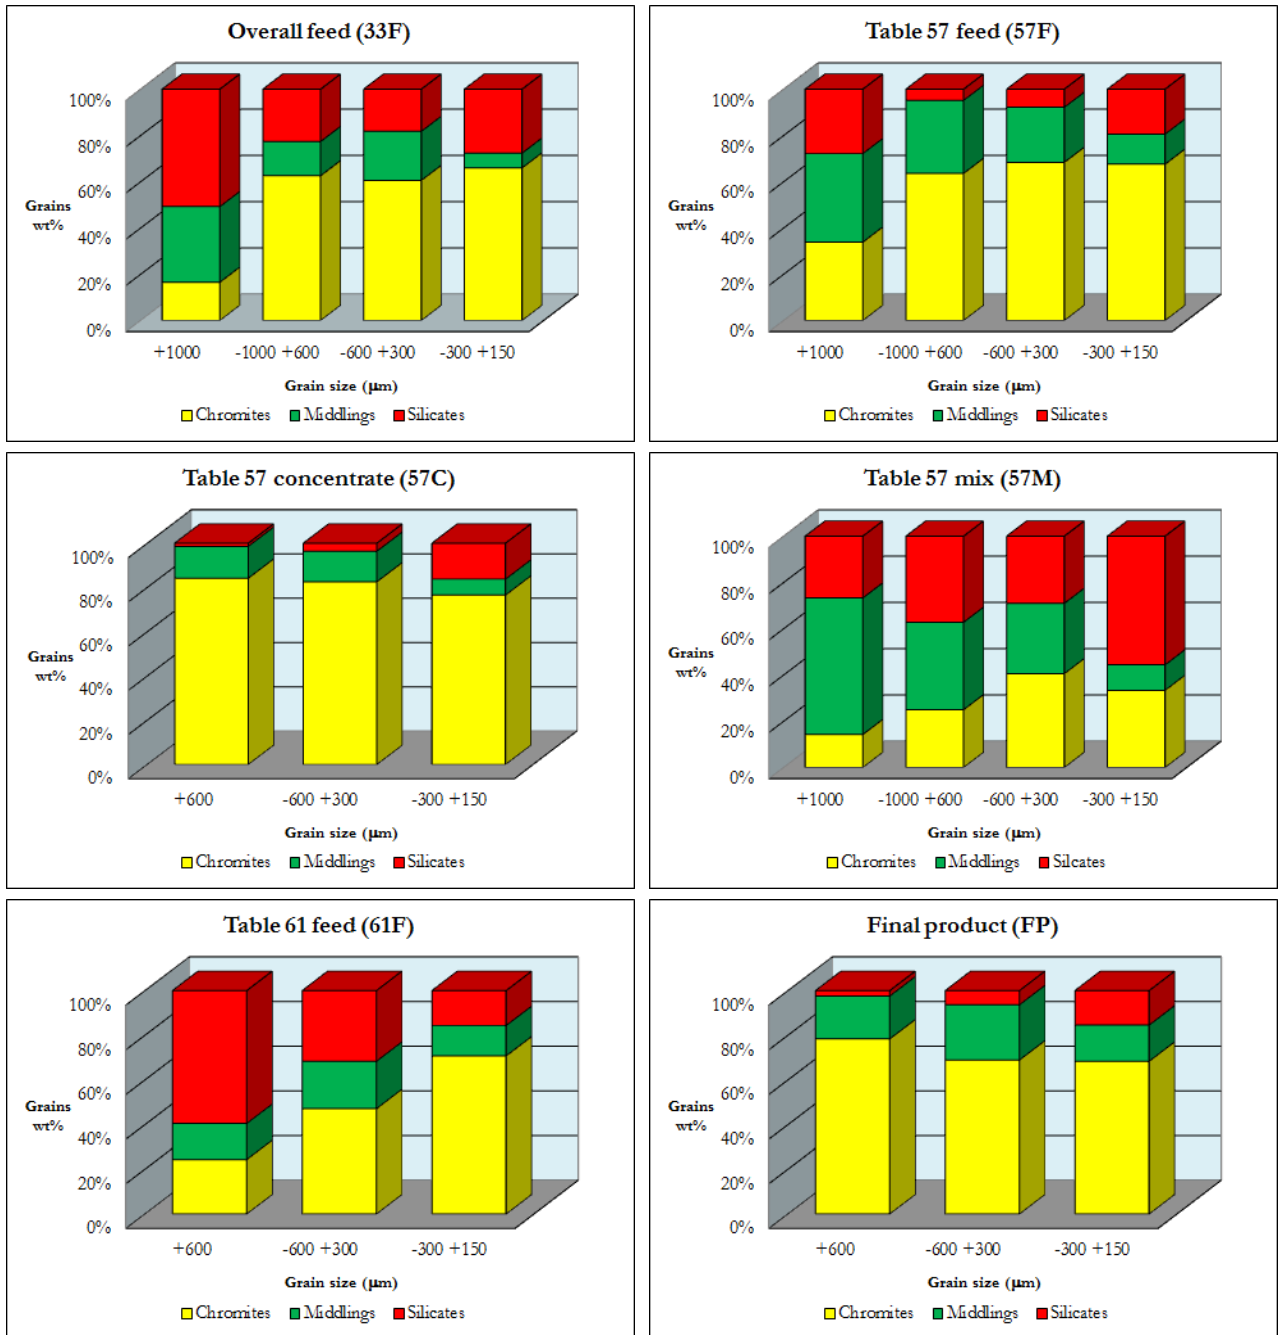 Overall feed (33F)
100%
80%
60%
40%
20%
0%
Grains
wt%
+1000 -1000 +600 -600 +300 -300 +150
Grain size (μm)
Chromites Middlings Silicates
Table 57 feed (57F)
100%
80%
60%
40%
20%
0%
Grains
wt%
+1000 -1000 +600 -600 +300 -300 +150
Grain size (μm)
Chromites Middlings Silicates
Table 57 concentrate (57C)
100%
80%
60%
40%
20%
0%
Grains
wt%
+600 -600 +300 -300 +150
Grain size (μm)
Chromites Middlings Silicates
Table 57 mix (57M)
100%
80%
60%
40%
20%
0%
Grains
wt%
+1000 -1000 +600 -600 +300 -300 +150
Grain size (μm)
Chromites Middlings Silcates
Table 61 feed (61F)
100%
80%
60%
40%
20%
0%
Grains
wt%
+600 -600 +300 -300 +150
Grain size (μm)
Chromites Middlings Silicates
Final product (FP)
100%
80%
60%
40%
20%
0%
Grains
wt%
+600 -600 +300 -300 +150
Grain size (μm)
Chromites Middlings Silicates